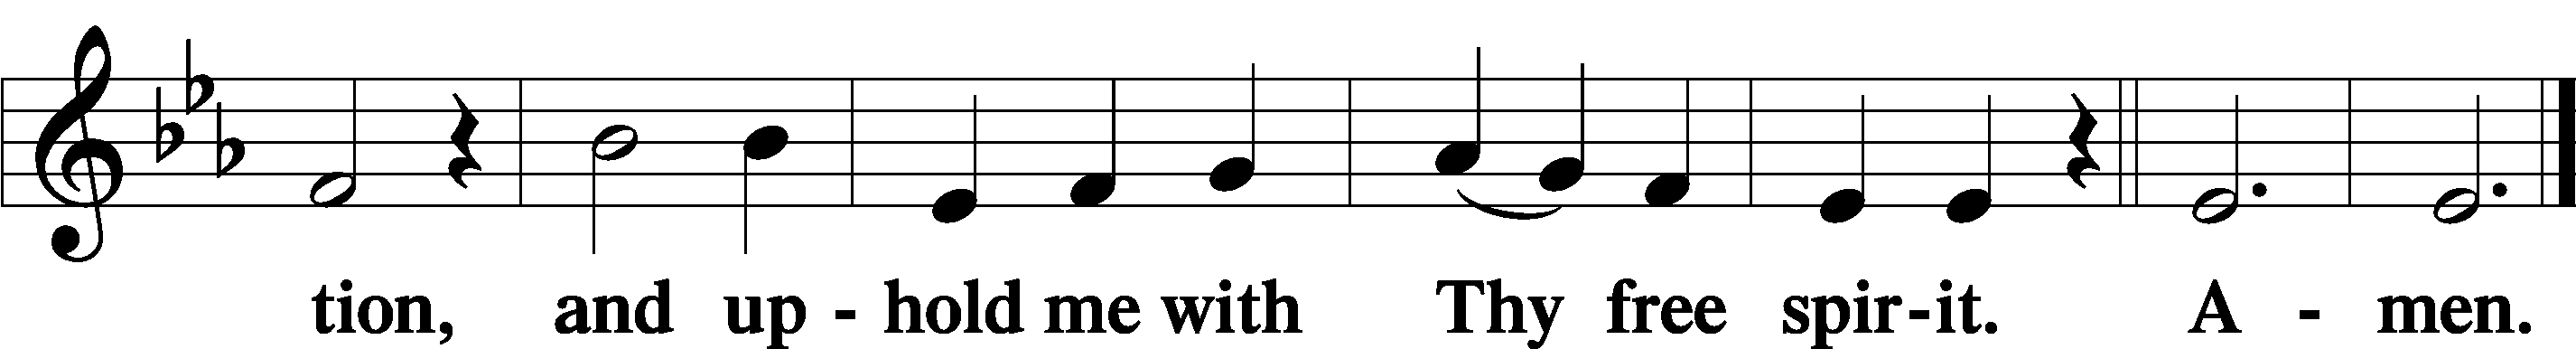 tion, and up - hold me with Thy free spir-it. A - men.